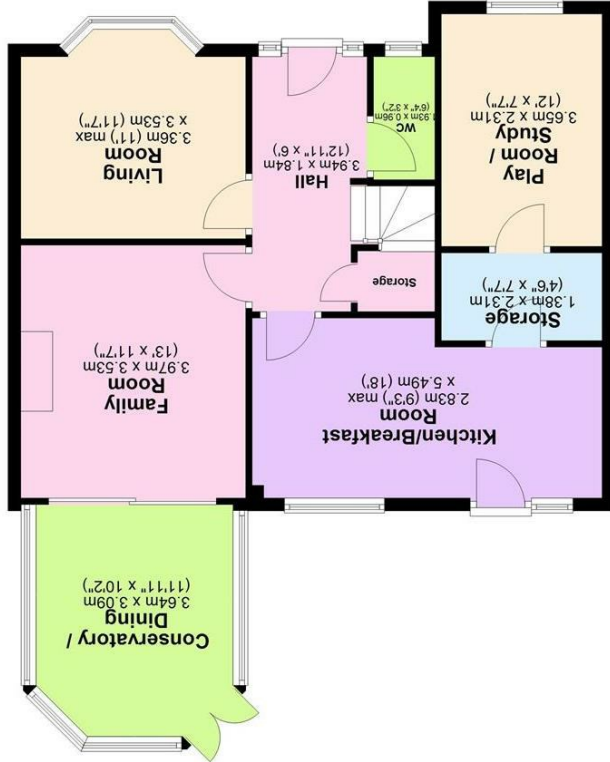 Conservatory /
Dining
3.64m x 3.09m
(11'11" x 10'2")
Kitchen/Breakfast
Room
2.83m (9'3") max
x 5.49m (18')
Family
Room
3.97m x 3.53m
(13' x 11'7")
Storage
1.38m x 2.31m
(4'6" x 7'7")
Storage
Play
Room /
Study
3.65m x 2.31m
(12' x 7'7")
WC
1.93m x 0.96m
(6'4" x 3'2")
Hall
3.94m x 1.84m
(12'11" x 6')
Living
Room
3.36m (11') max
x 3.53m (11'7")